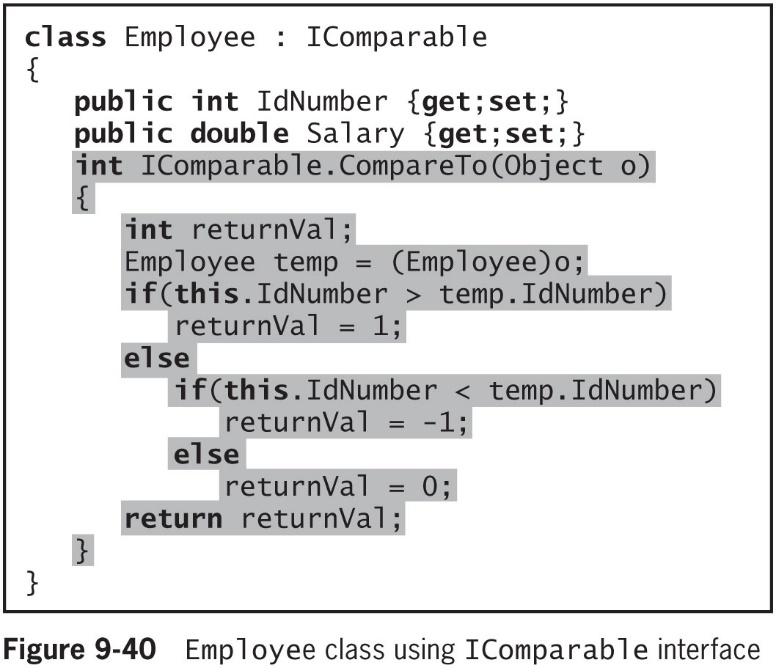 class Employee : IComparable
{
public int IdNumber {get;set;}
public double Salary {get;set;}
int IComparable.CompareTo(Object o)
{
int returnVal;
Employee temp = (Employee)o;
if(this.IdNumber > temp.IdNumber)
returnVal = 1;
else
if(this.IdNumber < temp.IdNumber)
returnVal = -1;
else
returnVal = 0;
return returnVal;
}
}
Figure 9-40 Employee class using IComparable interface